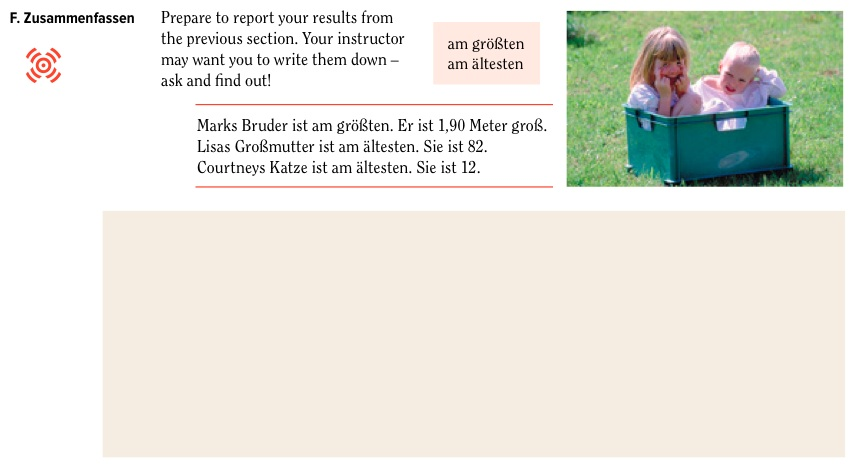 F. Zusammenfassen
Prepare to report your results from
the previous section. Your instructor
may want you to write them down –
ask and find out!
am größten
am ältesten
Marks Bruder ist am größten. Er ist 1,90 Meter groß.
Lisas Großmutter ist am ältesten. Sie ist 82.
Courtneys Katze ist am ältesten. Sie ist 12.